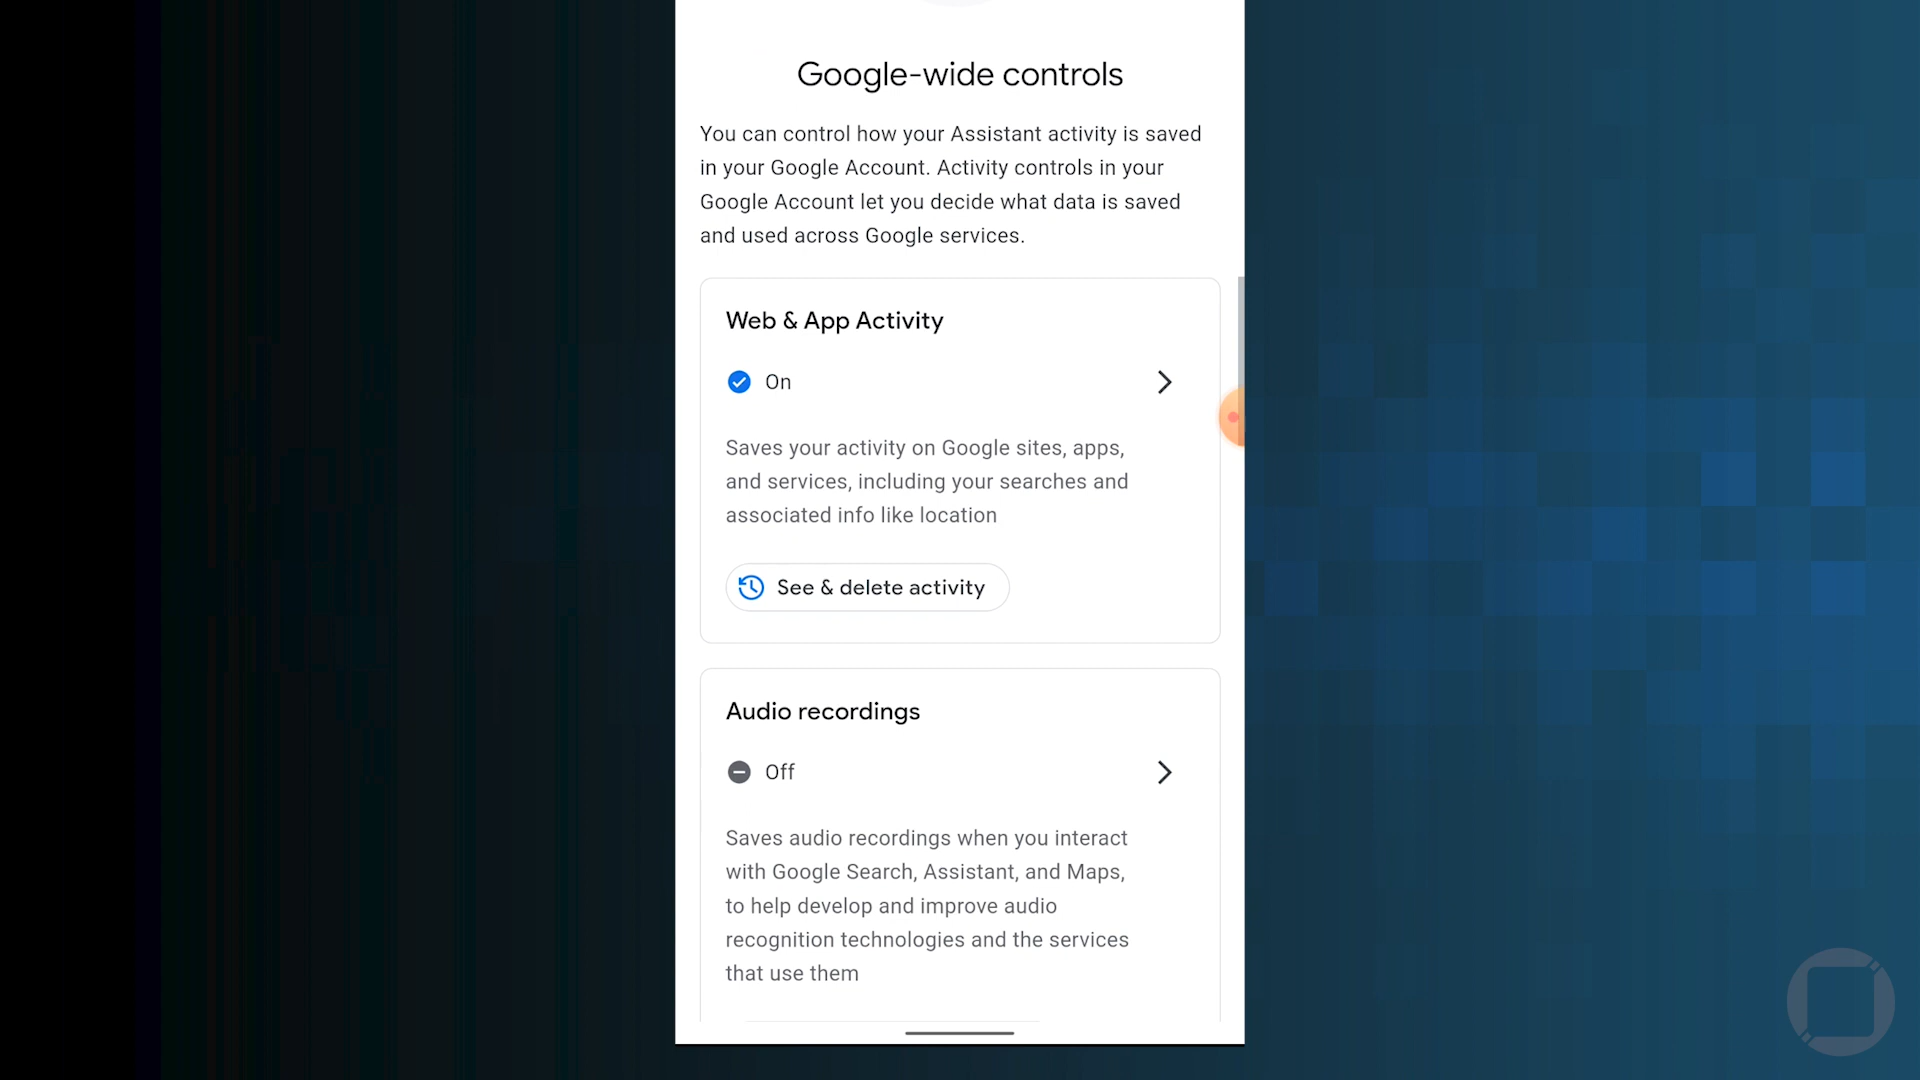 Google-wide controls
You can control how your Assistant activity is saved
in your Google Account. Activity controls in your
Google Account let you decide what data is saved
and used across Google services.
Web & App Activity
On
Saves your activity on Google sites, apps,
and services, including your searches and
associated info like location
See & delete activity
Audio recordings
Off
Saves audio recordings when you interact
with Google Search, Assistant, and Maps,
to help develop and improve audio
recognition technologies and the services
that use them